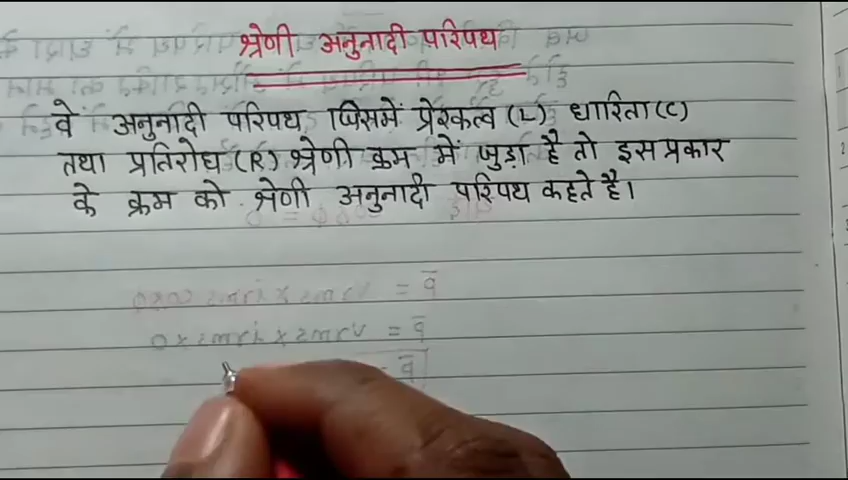 श्रेणी अनुनादी परिपथ
वे अनुनादी परिपथ जिसमें प्रेरकत्व (L) धारिता (C)
तथा प्रतिरोध (R) श्रेणी क्रम में जुड़ा है तो इस प्रकार
के क्रम को श्रेणी अनुनादी परिपथ कहते है।